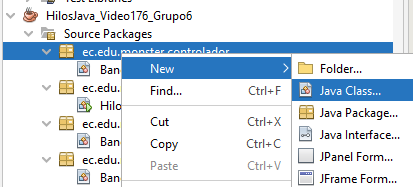 HilosJava_Video176_Grupo6
Source Packages
ec.edu.monster.controlador
Ban
ec.edu.
Hilo
ec.edu.
Ban
ec.edu.
Ban
New
Find... Ctrl+F
Cut Ctrl+X
Copy Ctrl+C
Paste Ctrl+V
Folder...
Java Class...
Java Package...
Java Interface...
JPanel Form...
JFrame Form...